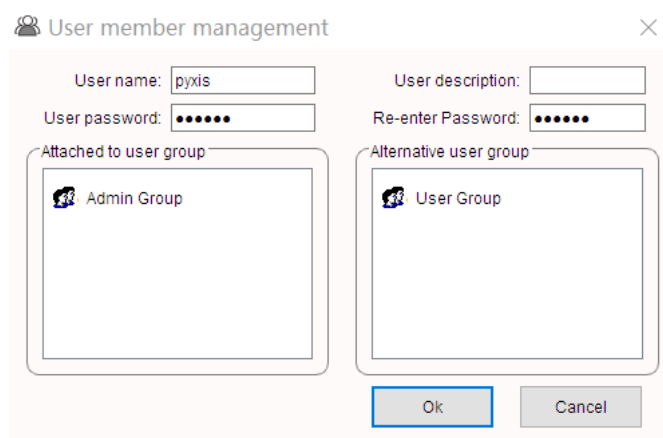 User member management
User name: pyxis User description:
User password: ●●●●●● Re-enter Password: ●●●●●●
Attached to user group Alternative user group
Admin Group User Group
Ok Cancel